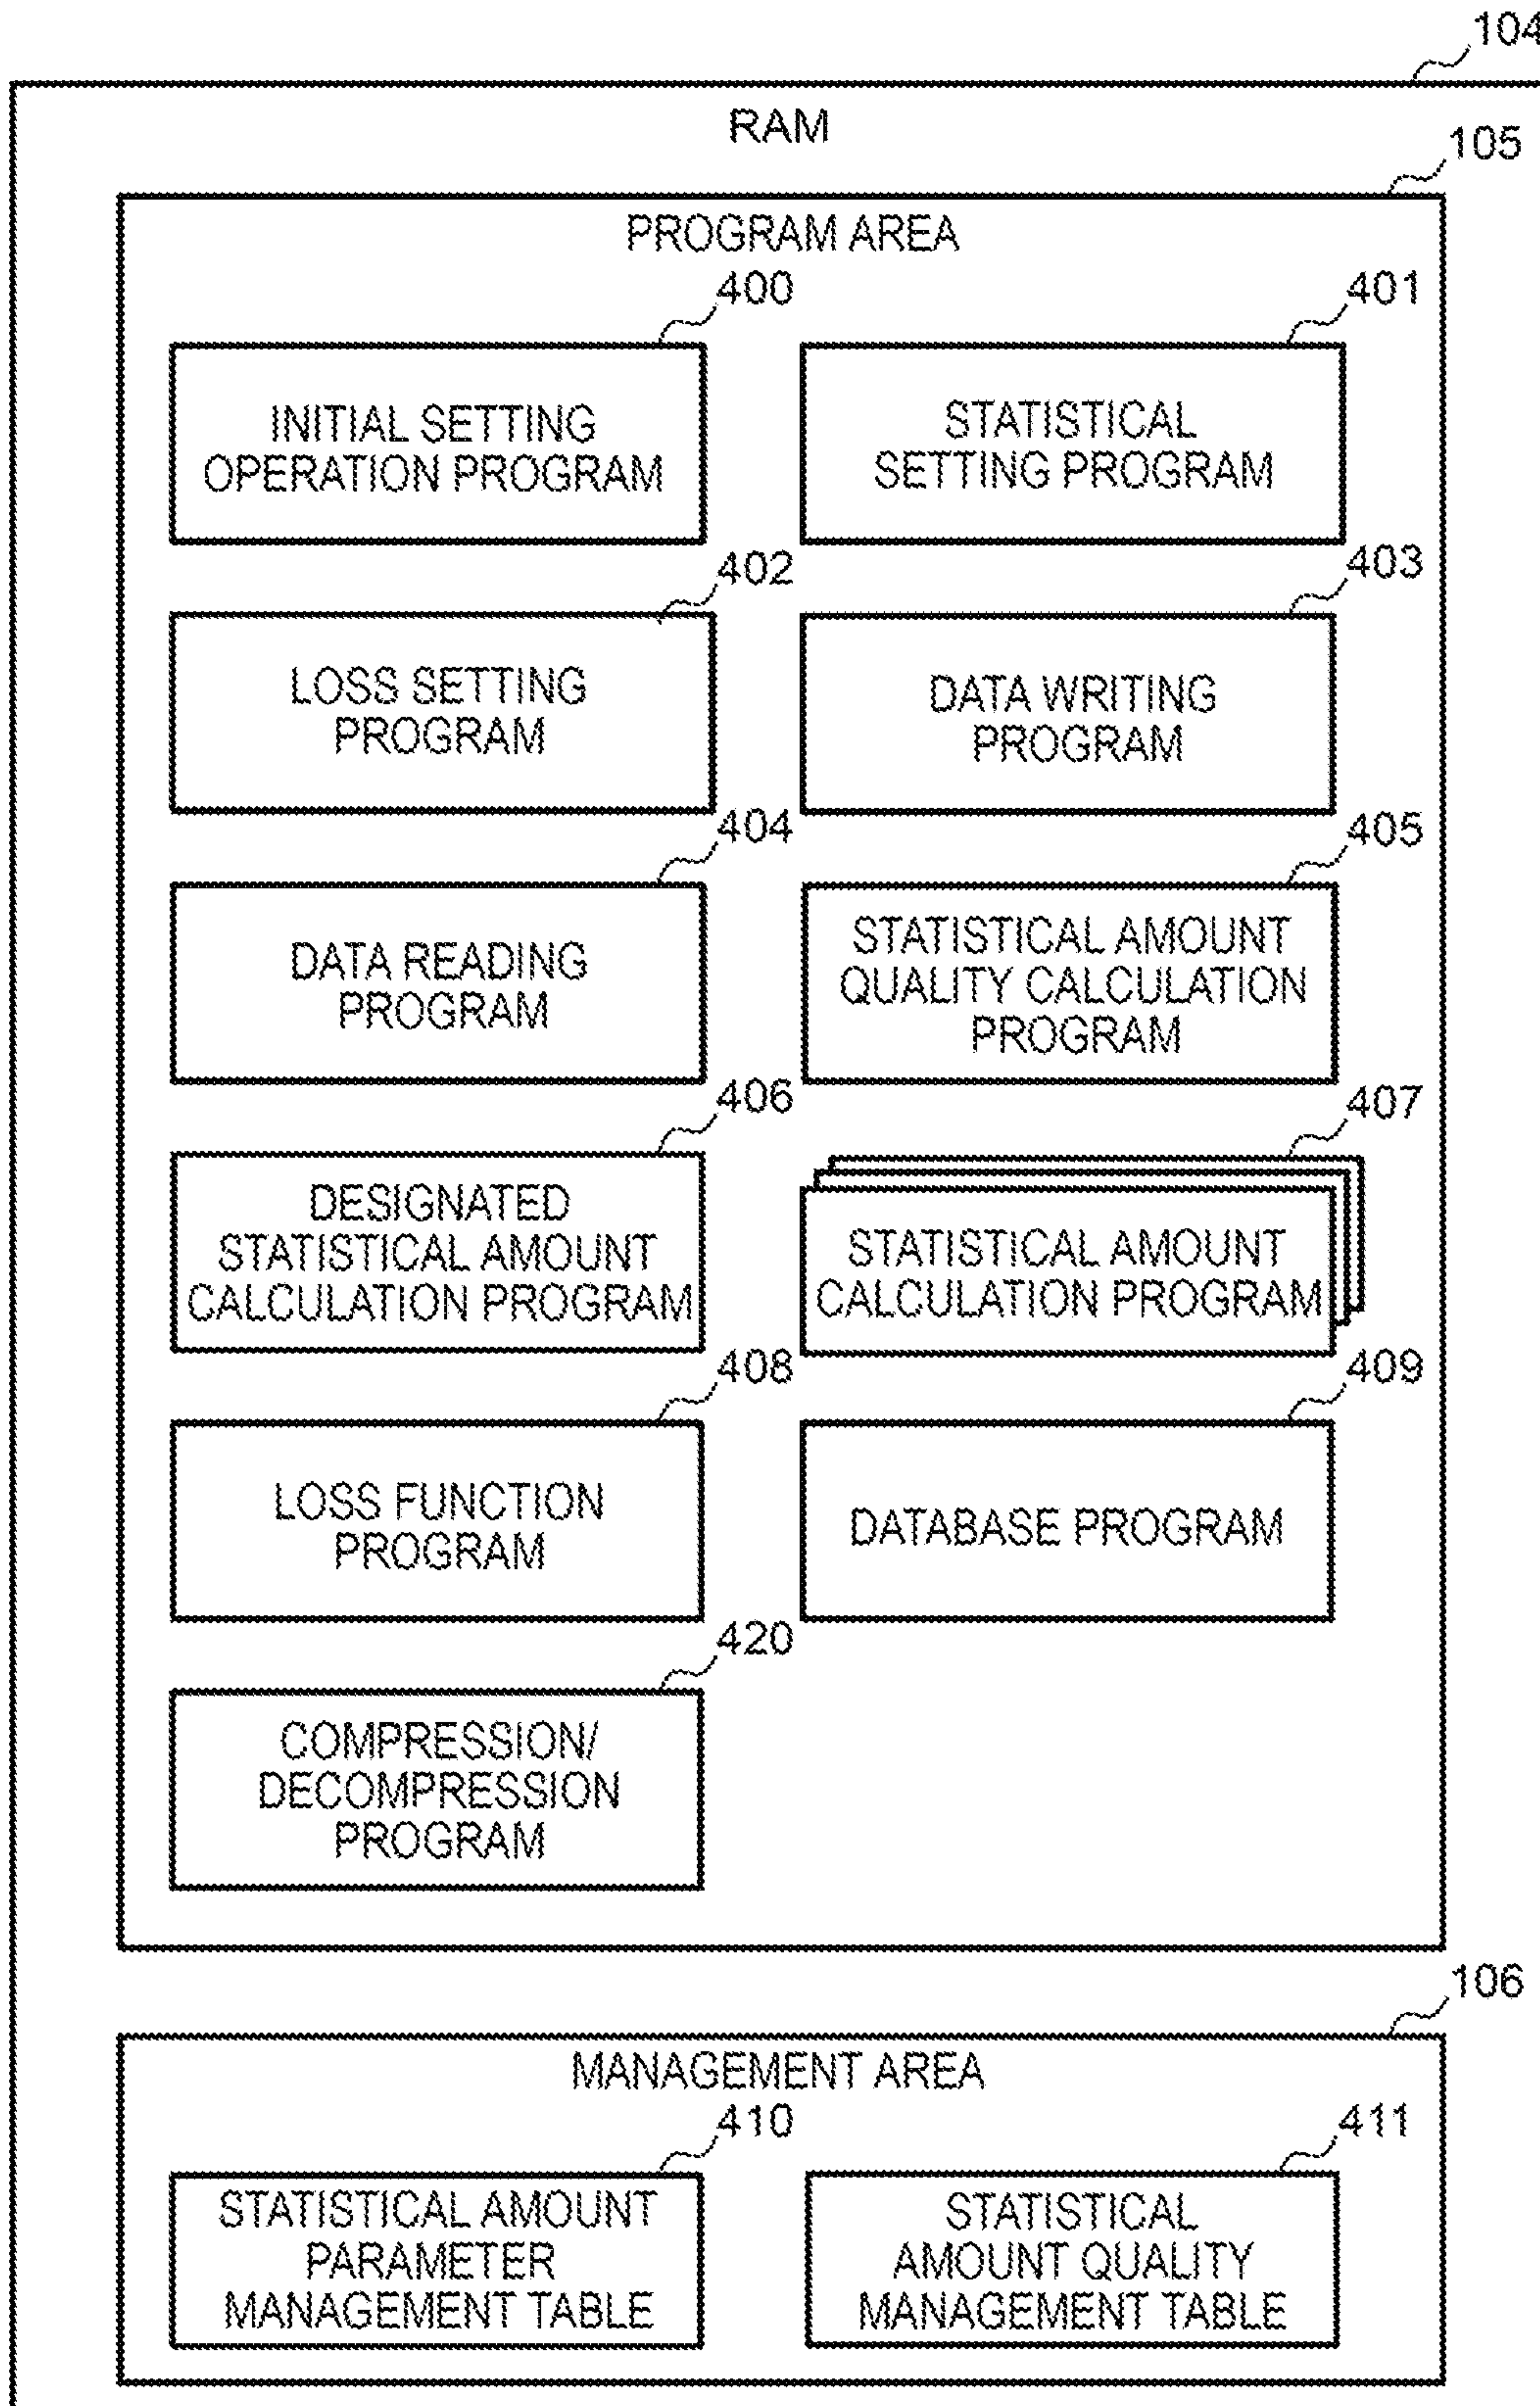 104
RAM
105
PROGRAM AREA
400
401
INITIAL SETTING
OPERATION PROGRAM
STATISTICAL
SETTING PROGRAM
402
403
LOSS SETTING
PROGRAM
DATA WRITING
PROGRAM
404
405
DATA READING
PROGRAM
STATISTICAL AMOUNT
QUALITY CALCULATION
PROGRAM
406
407
DESIGNATED
STATISTICAL AMOUNT
CALCULATION PROGRAM
STATISTICAL AMOUNT
CALCULATION PROGRAM
408
409
LOSS FUNCTION
PROGRAM
DATABASE PROGRAM
420
COMPRESSION/
DECOMPRESSION
PROGRAM
106
MANAGEMENT AREA
410
411
STATISTICAL AMOUNT
PARAMETER
MANAGEMENT TABLE
STATISTICAL
AMOUNT QUALITY
MANAGEMENT TABLE